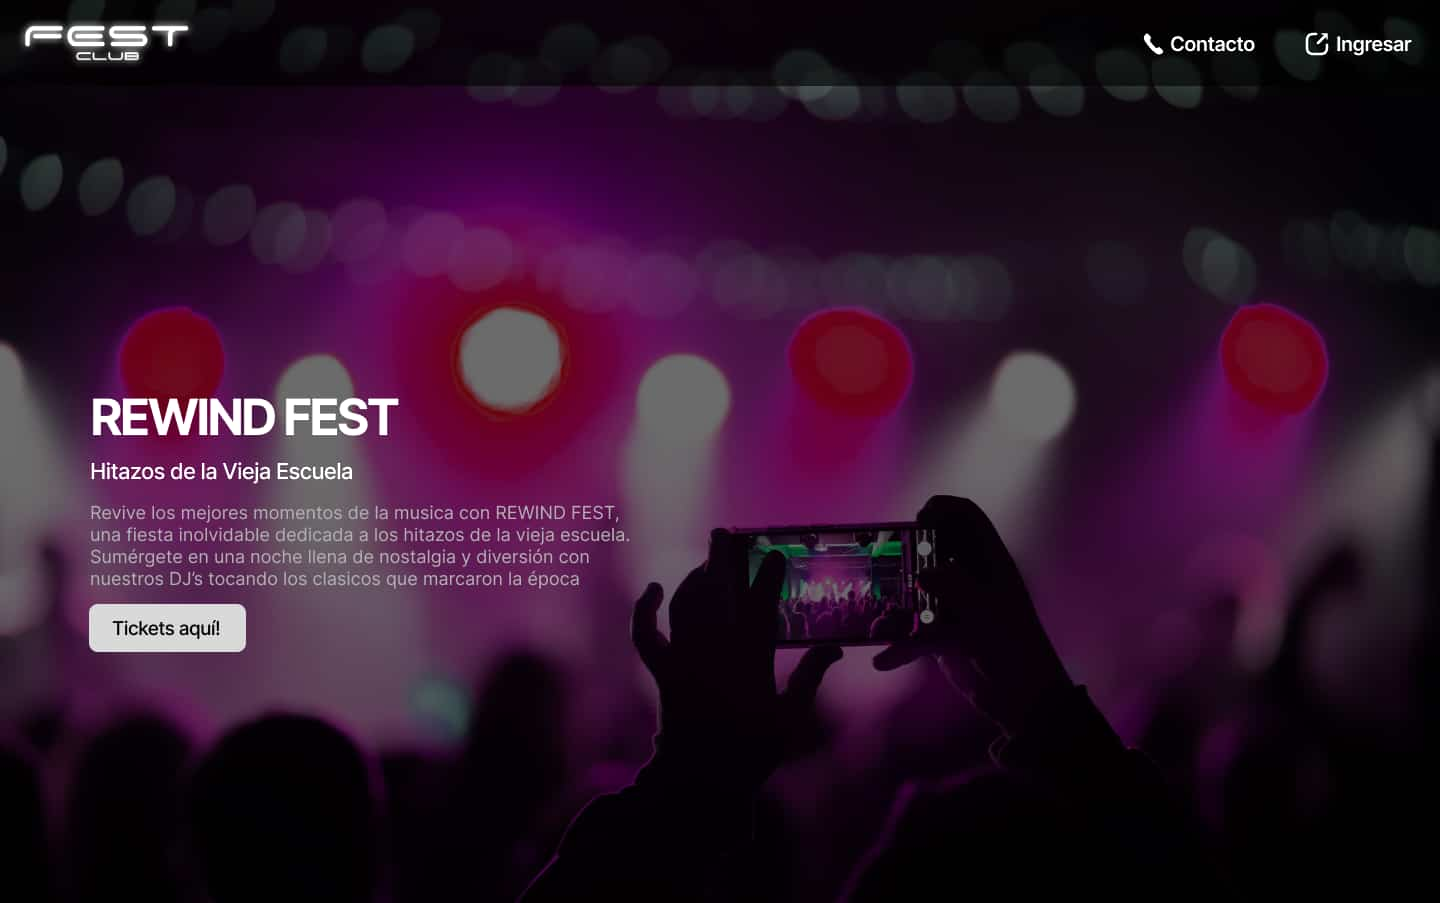 FEST
CLUB
Contacto
Ingresar
REWIND FEST
Hitazos de la Vieja Escuela
Revive los mejores momentos de la musica con REWIND FEST,
una fiesta inolvidable dedicada a los hitazos de la vieja escuela.
Sumérgete en una noche llena de nostalgia y diversión con
nuestros DJ’s tocando los clasicos que marcaron la época
Tickets aquí!